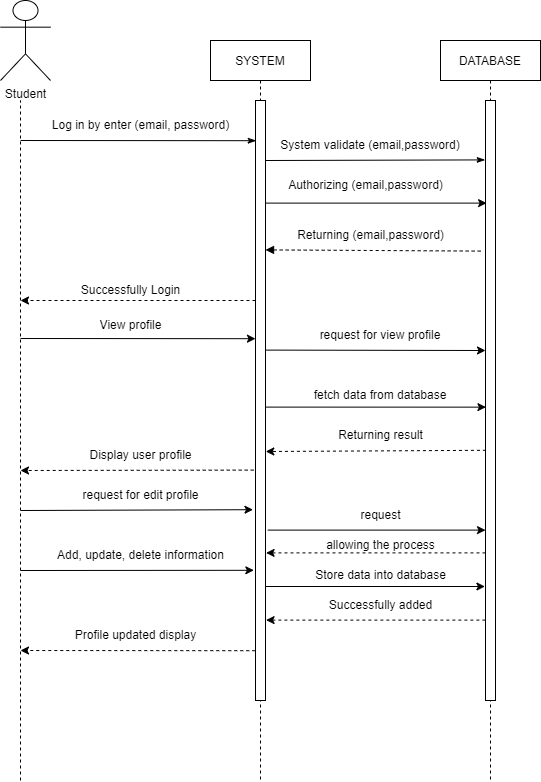 Student
SYSTEM
DATABASE
Log in by enter (email, password)
System validate (email,password)
Authorizing (email,password)
Returning (email,password)
Successfully Login
View profile
request for view profile
fetch data from database
Returning result
Display user profile
request for edit profile
request
allowing the process
Add, update, delete information
Store data into database
Successfully added
Profile updated display